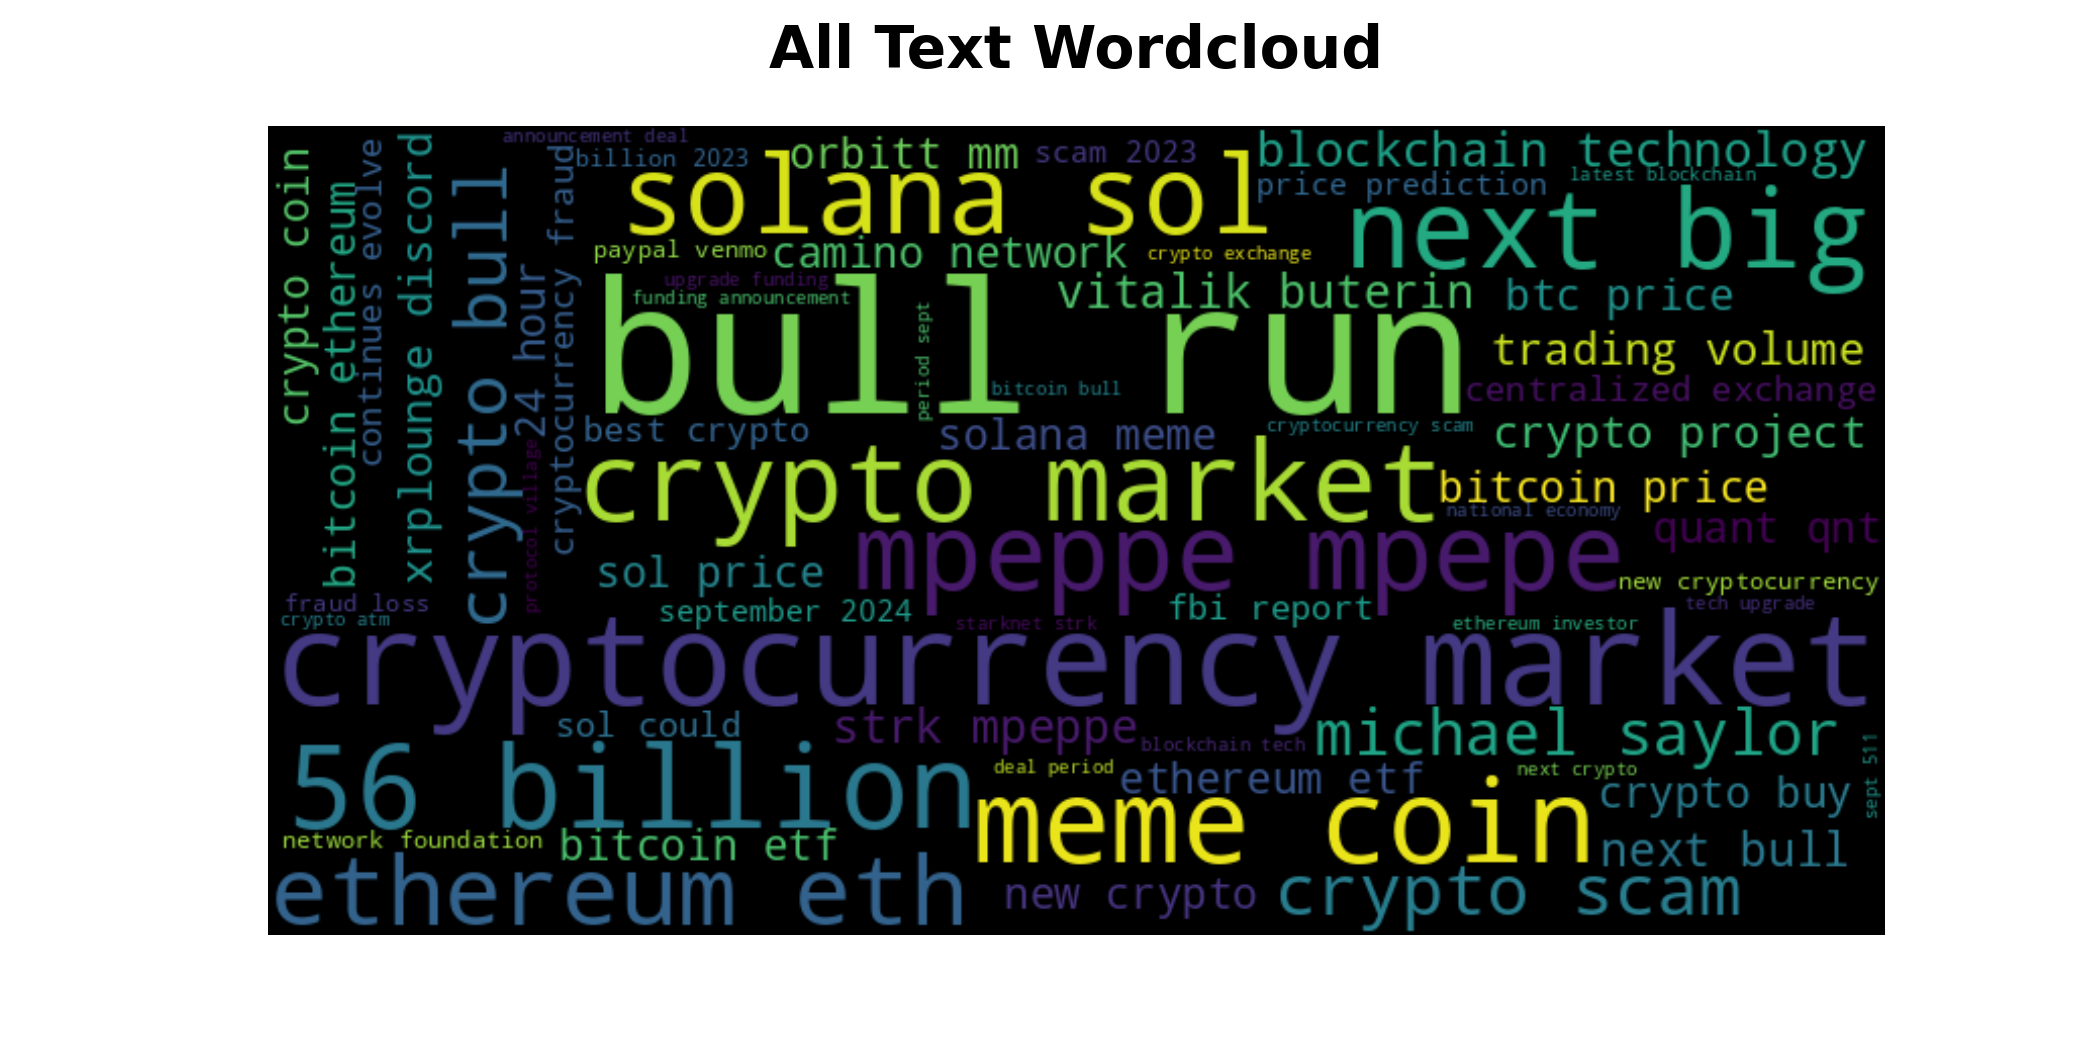 All Text Wordcloud
announcement deal
billion 2023
orbitt mm
scam 2023
blockchain technology
solana sol
price prediction
latest blockchain
next big
paypal venmo
camino network
crypto exchange
upgrade funding
funding announcement
vitalik buterin
btc price
bull run
period sept
bitcoin bull
trading volume
centralized exchange
crypto coin
bitcoin ethereum
continues evolve
xrplounge discord
crypto bull
24 hour
protocol village
cryptocurrency fraud
best crypto
solana meme
cryptocurrency scam
crypto project
crypto market
bitcoin price
national economy
mpeppe mpepe
quant qnt
sol price
new cryptocurrency
fraud loss
september 2024
fbi report
tech upgrade
crypto atm
starknet strk
ethereum investor
cryptocurrency market
sol could
strk mpeppe
blockchain tech
michael saylor
sept 511
56 billion
deal period
ethereum etf
next crypto
crypto buy
meme coin
network foundation
bitcoin etf
next bull
ethereum eth
new crypto
crypto scam